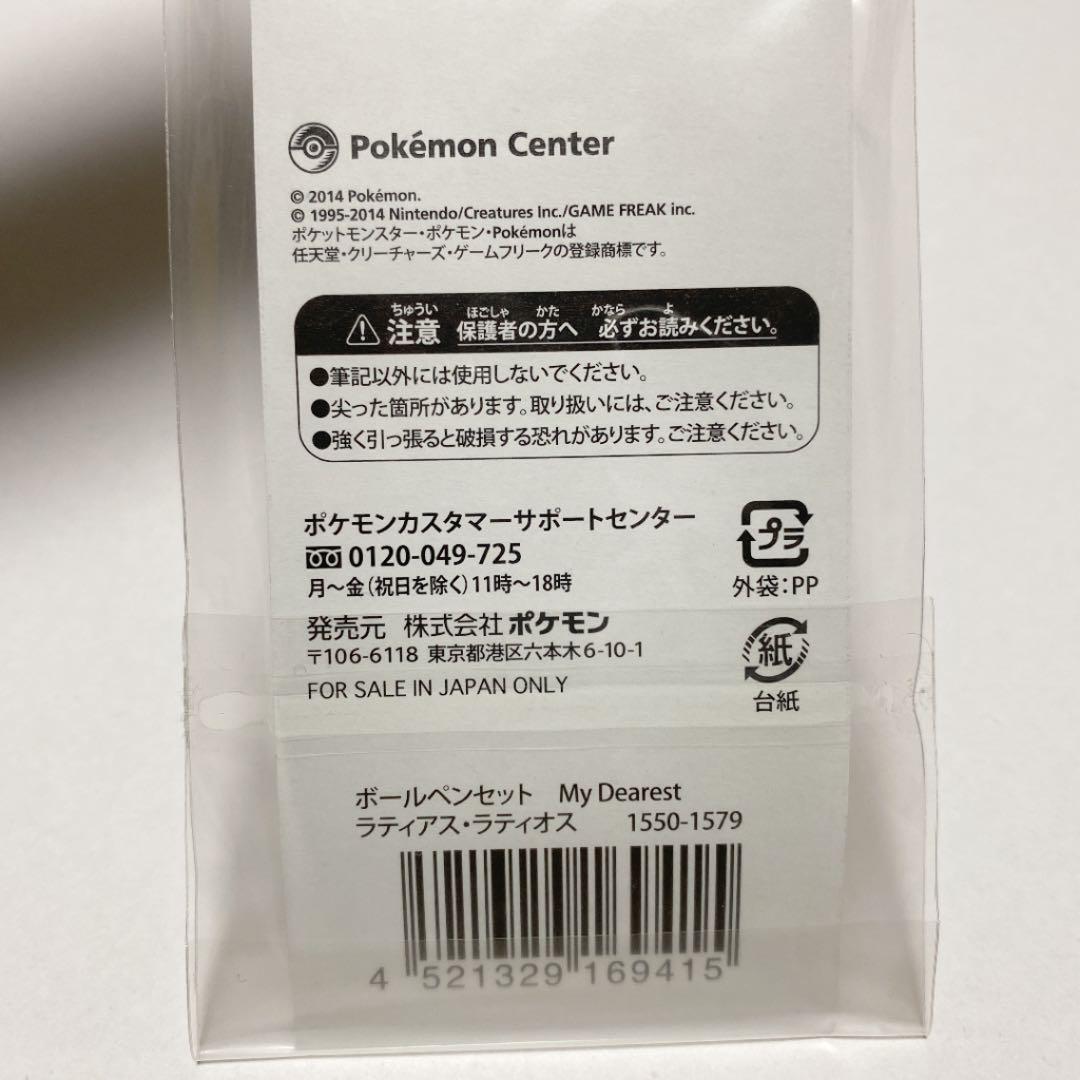 Pokémon Center
© 2014 Pokémon.
© 1995-2014 Nintendo/Creatures Inc./GAME FREAK inc.
ポケットモンスター・ポケモン・Pokémonは
任天堂・クリーチャーズ・ゲームフリークの登録商標です。
ちゅうい ほごしゃ かた かなら よ
注意 保護者の方へ 必ずお読みください。
●筆記以外には使用しないでください。
●尖った箇所があります。取り扱いには、ご注意ください。
●強く引っ張ると破損する恐れがあります。ご注意ください。
ポケモンカスタマーサポートセンター
0120-049-725
月～金(祝日を除く)11時～18時
発売元 株式会社ポケモン
〒106-6118 東京都港区六本木6-10-1
FOR SALE IN JAPAN ONLY
プラ
外袋:PP
紙
台紙
ボールペンセット My Dearest
ラティアス・ラティオス 1550-1579
4 521329 169415